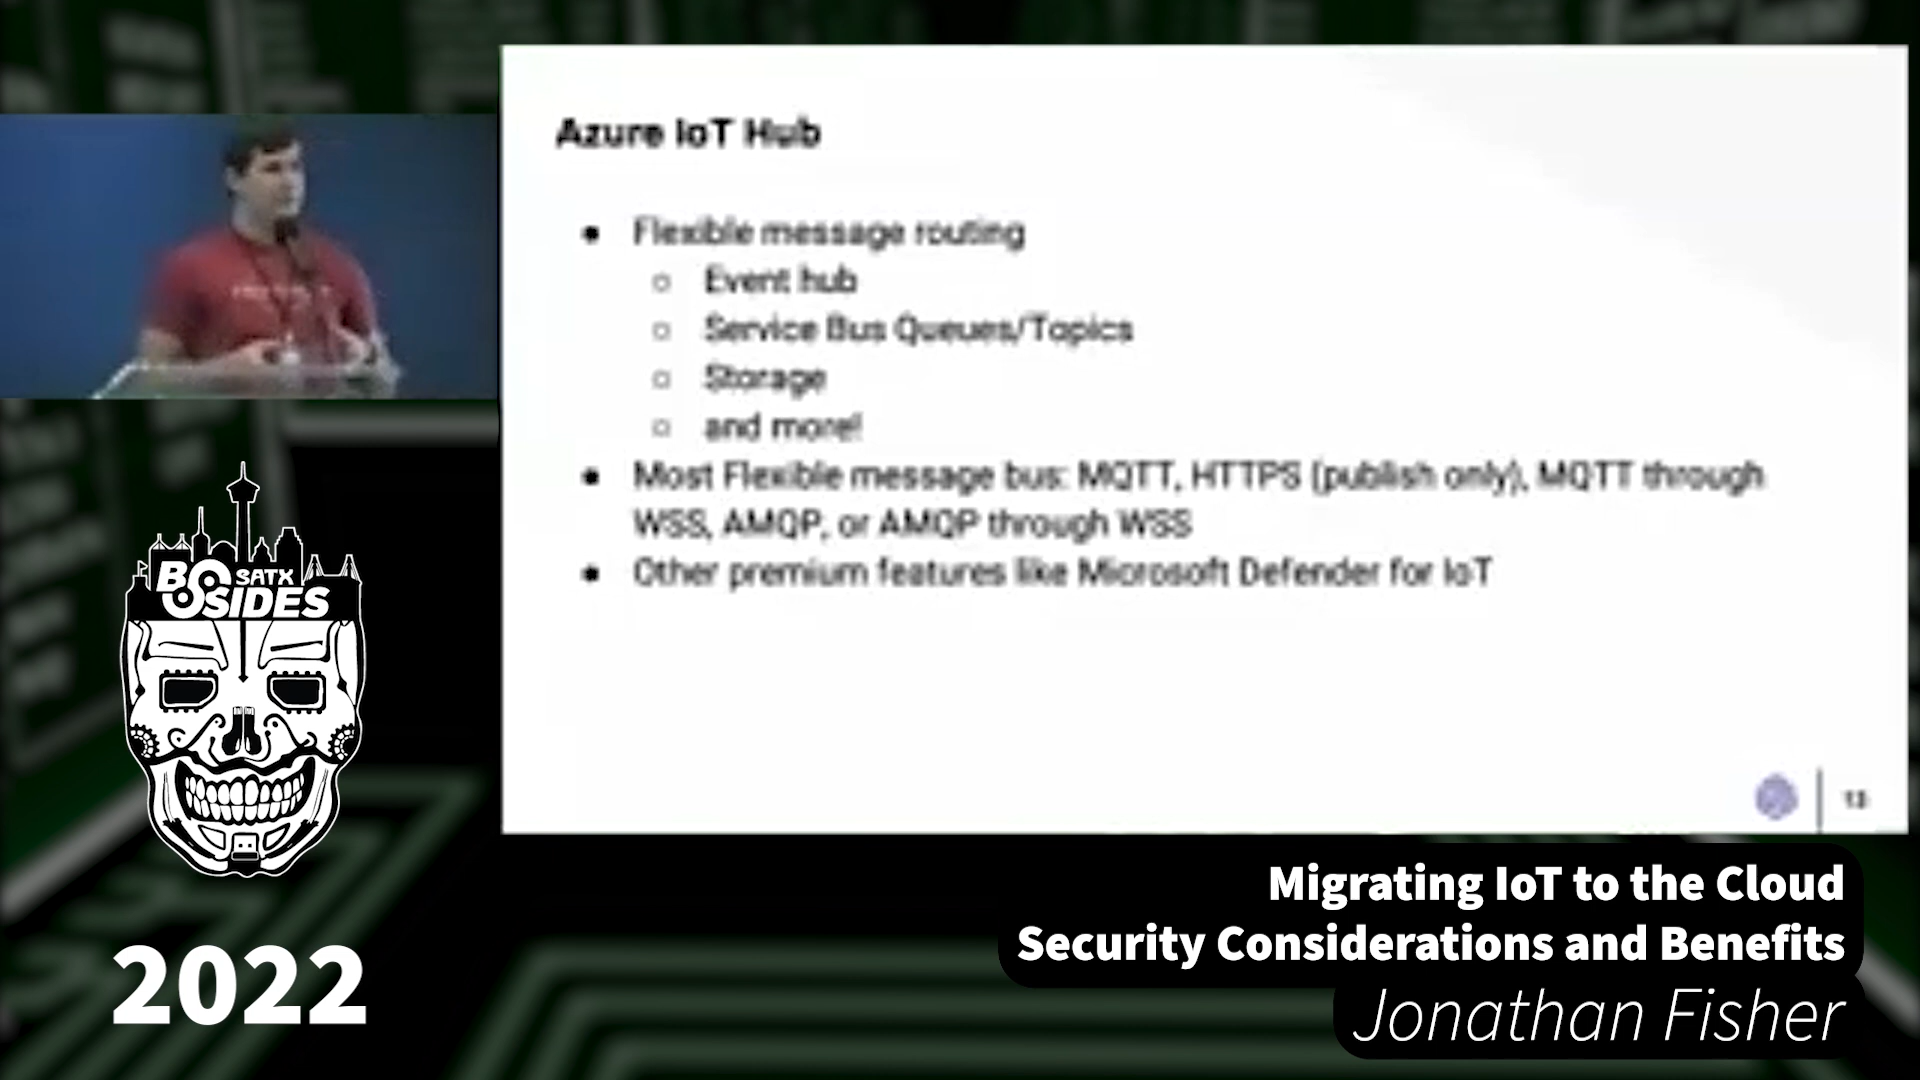 Azure IoT Hub
● Flexible message routing
○ Event hub
○ Service Bus Queues/Topics
○ Storage
○ and more!
● Most Flexible message bus: MQTT, HTTPS (publish only), MQTT through
WSS, AMQP, or AMQP through WSS
● Other premium features like Microsoft Defender for IoT
13
BSIDES
SATX
2022
Migrating IoT to the Cloud
Security Considerations and Benefits
Jonathan Fisher